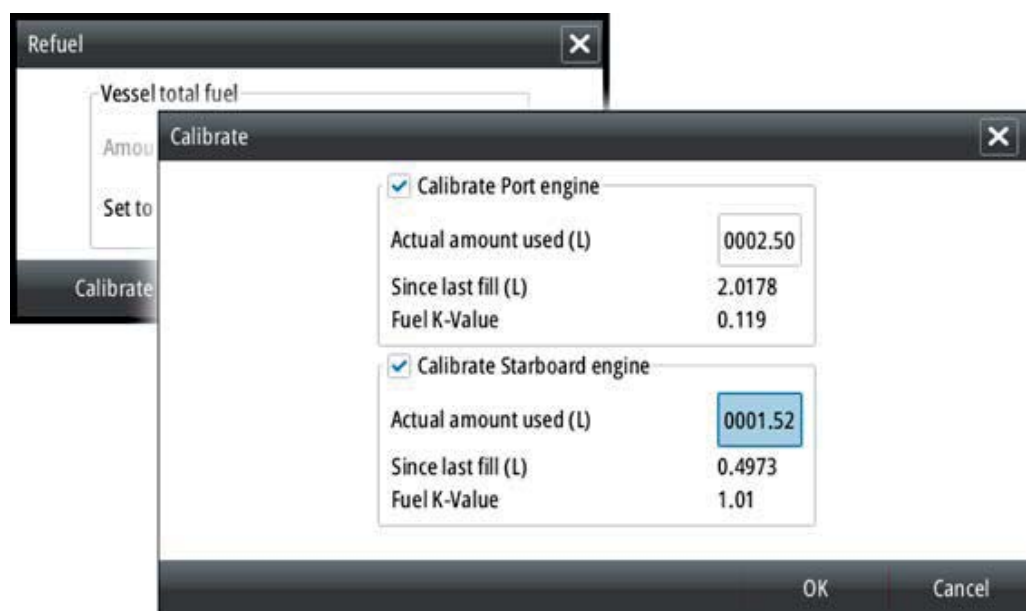 Refuel
Vessel total fuel
Amou
Set to
Calibrate
Calibrate
Calibrate Port engine
Actual amount used (L) 0002.50
Since last fill (L) 2.0178
Fuel K-Value 0.119
Calibrate Starboard engine
Actual amount used (L) 0001.52
Since last fill (L) 0.4973
Fuel K-Value 1.01
OK Cancel